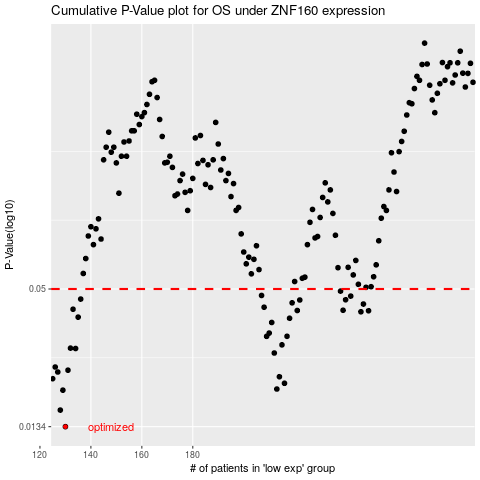 Cumulative P-Value plot for OS under ZNF160 expression
P-Value(log10)
0.05
0.0134
optimized
120 140 160 180
# of patients in 'low exp' group